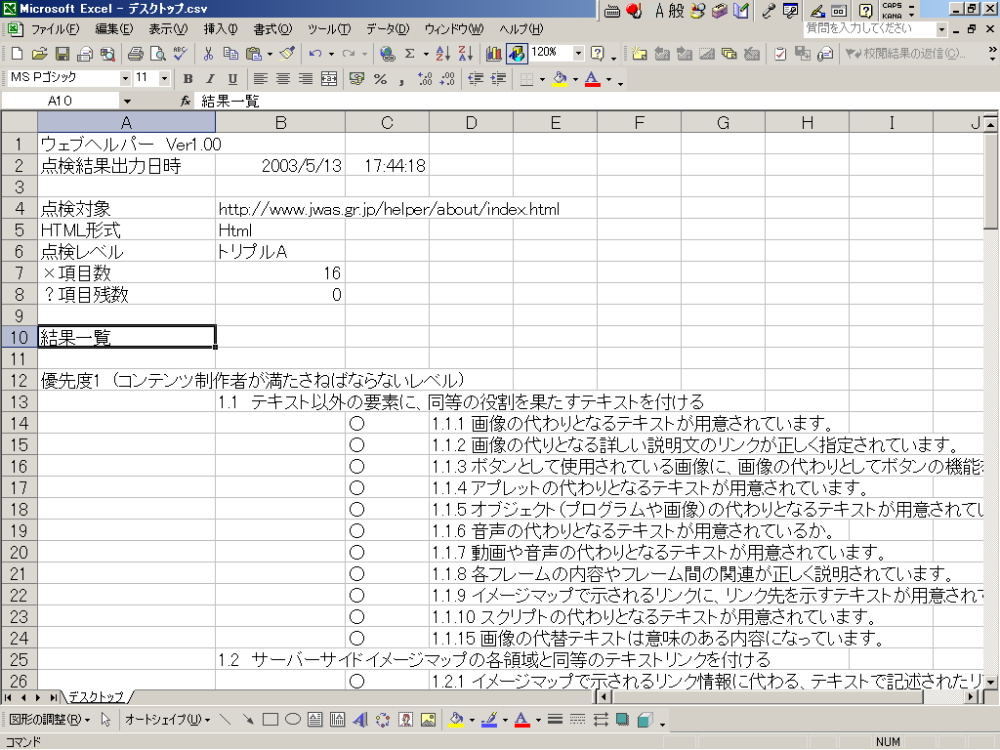 Microsoft Excel - デスクトップ.csv
A 般
CAPS
KANA
ファイル(F) 編集(E) 表示(V) 挿入(I) 書式(O) ツール(T) データ(D) ウィンドウ(W) ヘルプ(H)
質問を入力してください
120%
校閲結果の返信(C)...
MS Pゴシック 11 B I U
A10 fx 結果一覧
A B C D E F G H I J
1 ウェブヘルパー Ver1.00
2 点検結果出力日時 2003/5/13 17:44:18
3
4 点検対象 http://www.jwas.gr.jp/helper/about/index.html
5 HTML形式 Html
6 点検レベル トリプルA
7 ×項目数 16
8 ?項目残数 0
9
10 結果一覧
11
12 優先度1 (コンテンツ制作者が満たさねばならないレベル)
13 1.1 テキスト以外の要素に、同等の役割を果たすテキストを付ける
14 ○ 1.1.1 画像の代わりとなるテキストが用意されています。
15 ○ 1.1.2 画像の代りとなる詳しい説明文のリンクが正しく指定されています。
16 ○ 1.1.3 ボタンとして使用されている画像に、画像の代わりとしてボタンの機能
17 ○ 1.1.4 アプレットの代わりとなるテキストが用意されています。
18 ○ 1.1.5 オブジェクト(プログラムや画像)の代わりとなるテキストが用意されてい
19 ○ 1.1.6 音声の代わりとなるテキストが用意されているか。
20 ○ 1.1.7 動画や音声の代わりとなるテキストが用意されています。
21 ○ 1.1.8 各フレームの内容やフレーム間の関連が正しく説明されています。
22 ○ 1.1.9 イメージマップで示されるリンクに、リンク先を示すテキストが用意されて
23 ○ 1.1.10 スクリプトの代わりとなるテキストが用意されています。
24 ○ 1.1.15 画像の代替テキストは意味のある内容になっています。
25 1.2 サーバーサイドイメージマップの各領域と同等のテキストリンクを付ける
26 ○ 1.2.1 イメージマップで示されるリンク情報に代わる、テキストで記述されたリ
デスクトップ
図形の調整(R) オートシェイプ(U)
コマンド NUM